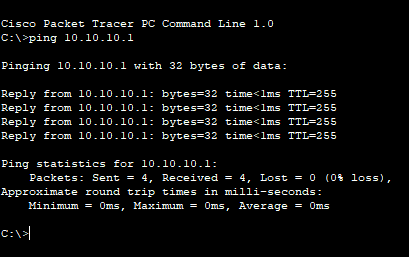 Cisco Packet Tracer PC Command Line 1.0
C:\>ping 10.10.10.1
Pinging 10.10.10.1 with 32 bytes of data:
Reply from 10.10.10.1: bytes=32 time<1ms TTL=255
Reply from 10.10.10.1: bytes=32 time<1ms TTL=255
Reply from 10.10.10.1: bytes=32 time<1ms TTL=255
Reply from 10.10.10.1: bytes=32 time<1ms TTL=255
Ping statistics for 10.10.10.1:
    Packets: Sent = 4, Received = 4, Lost = 0 (0% loss),
Approximate round trip times in milli-seconds:
    Minimum = 0ms, Maximum = 0ms, Average = 0ms
C:\>